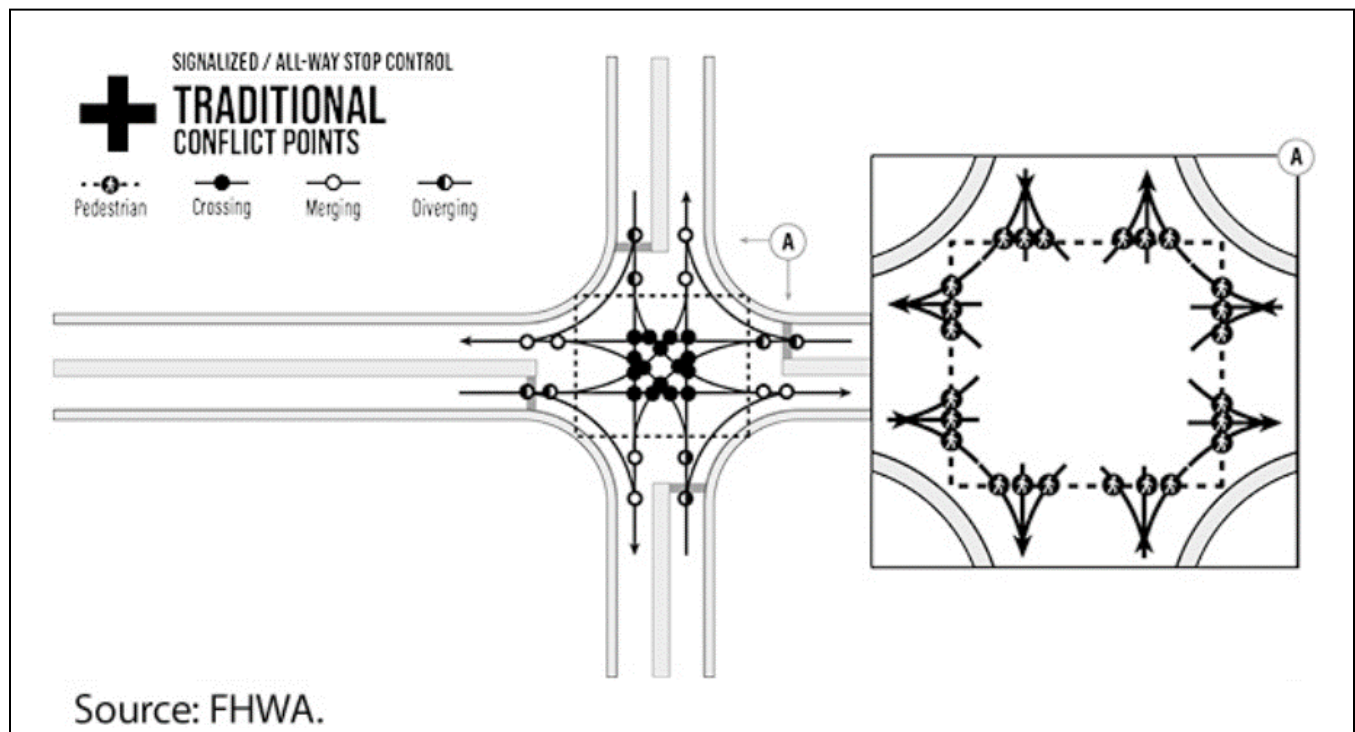 SIGNALIZED / ALL-WAY STOP CONTROL
TRADITIONAL
CONFLICT POINTS
Pedestrian Crossing Merging Diverging
A
A
Source: FHWA.